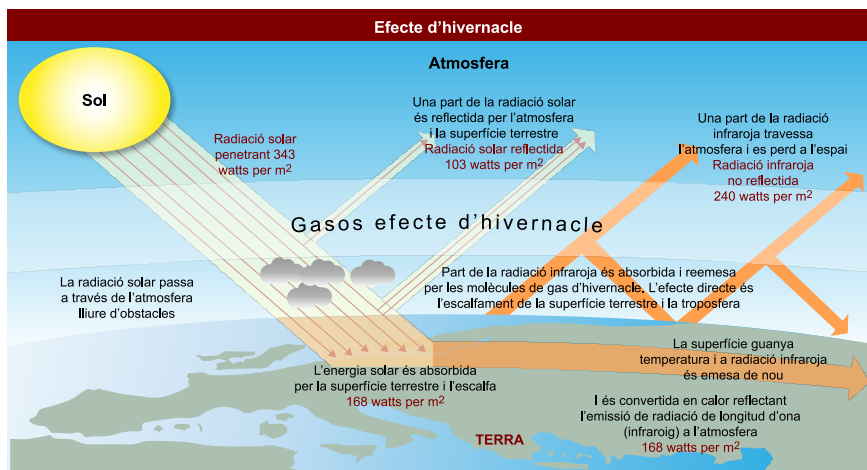 Efecte d’hivernacle
Atmosfera
Sol
Radiació solar
penetrant 343
watts per m²
Una part de la radiació solar
és reflectida per l’atmosfera
i la superfície terrestre
Radiació solar reflectida
103 watts per m²
Una part de la radiació
infraroja travessa
l’atmosfera i es perd a l’espai
Radiació infraroja
no reflectida
240 watts per m²
Gasos efecte d’hivernacle
La radiació solar passa
a través de l’atmosfera
lliure d’obstacles
Part de la radiació infraroja és absorbida i reemesa
per les molècules de gas d’hivernacle. L’efecte directe és
l’escalfament de la superfície terrestre i la troposfera
L’energia solar és absorbida
per la superfície terrestre i l’escalfa
168 watts per m²
La superfície guanya
temperatura i a radiació infraroja
és emesa de nou
I és convertida en calor reflectant
l’emissió de radiació de longitud d’ona
(infraroig) a l’atmosfera
168 watts per m²
TERRA